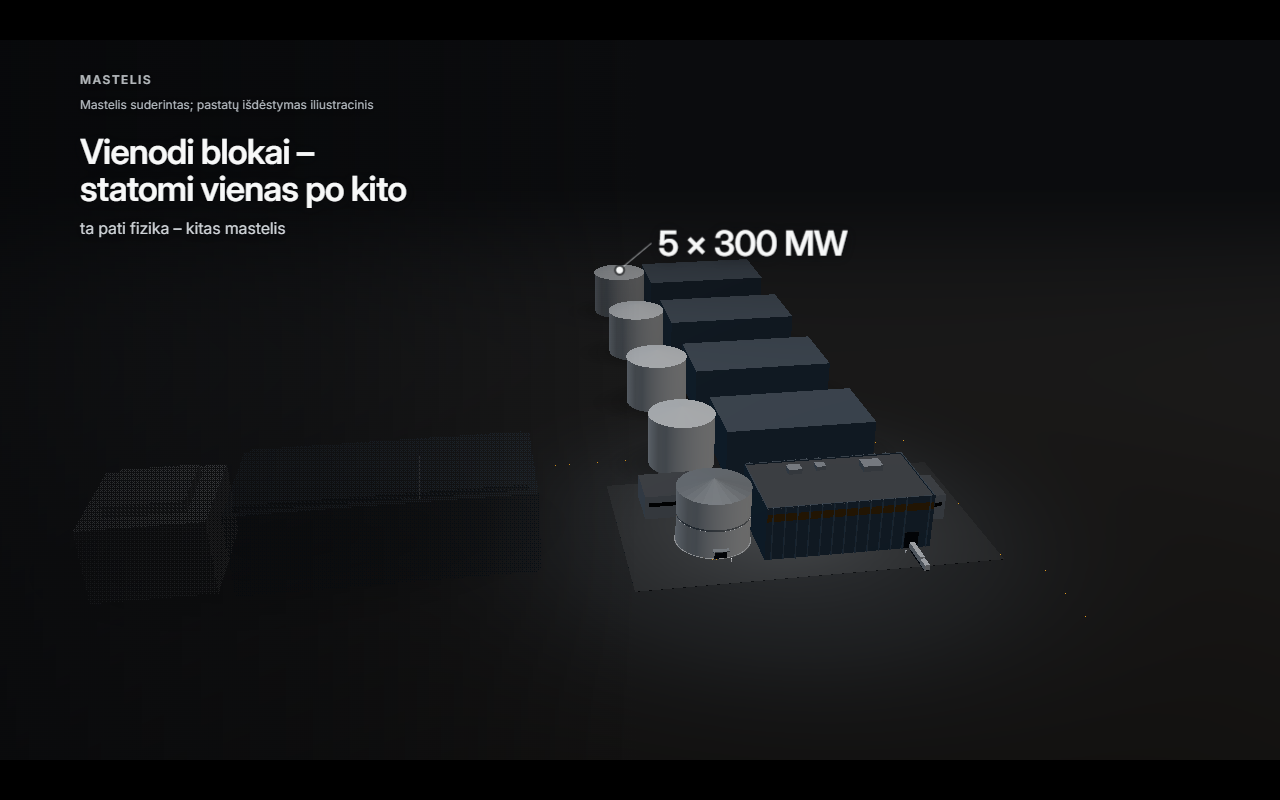 MASTELIS
Mastelis suderintas; pastatų išdėstymas iliustracinis
Vienodi blokai –
statomi vienas po kito
ta pati fizika – kitas mastelis
5 × 300 MW